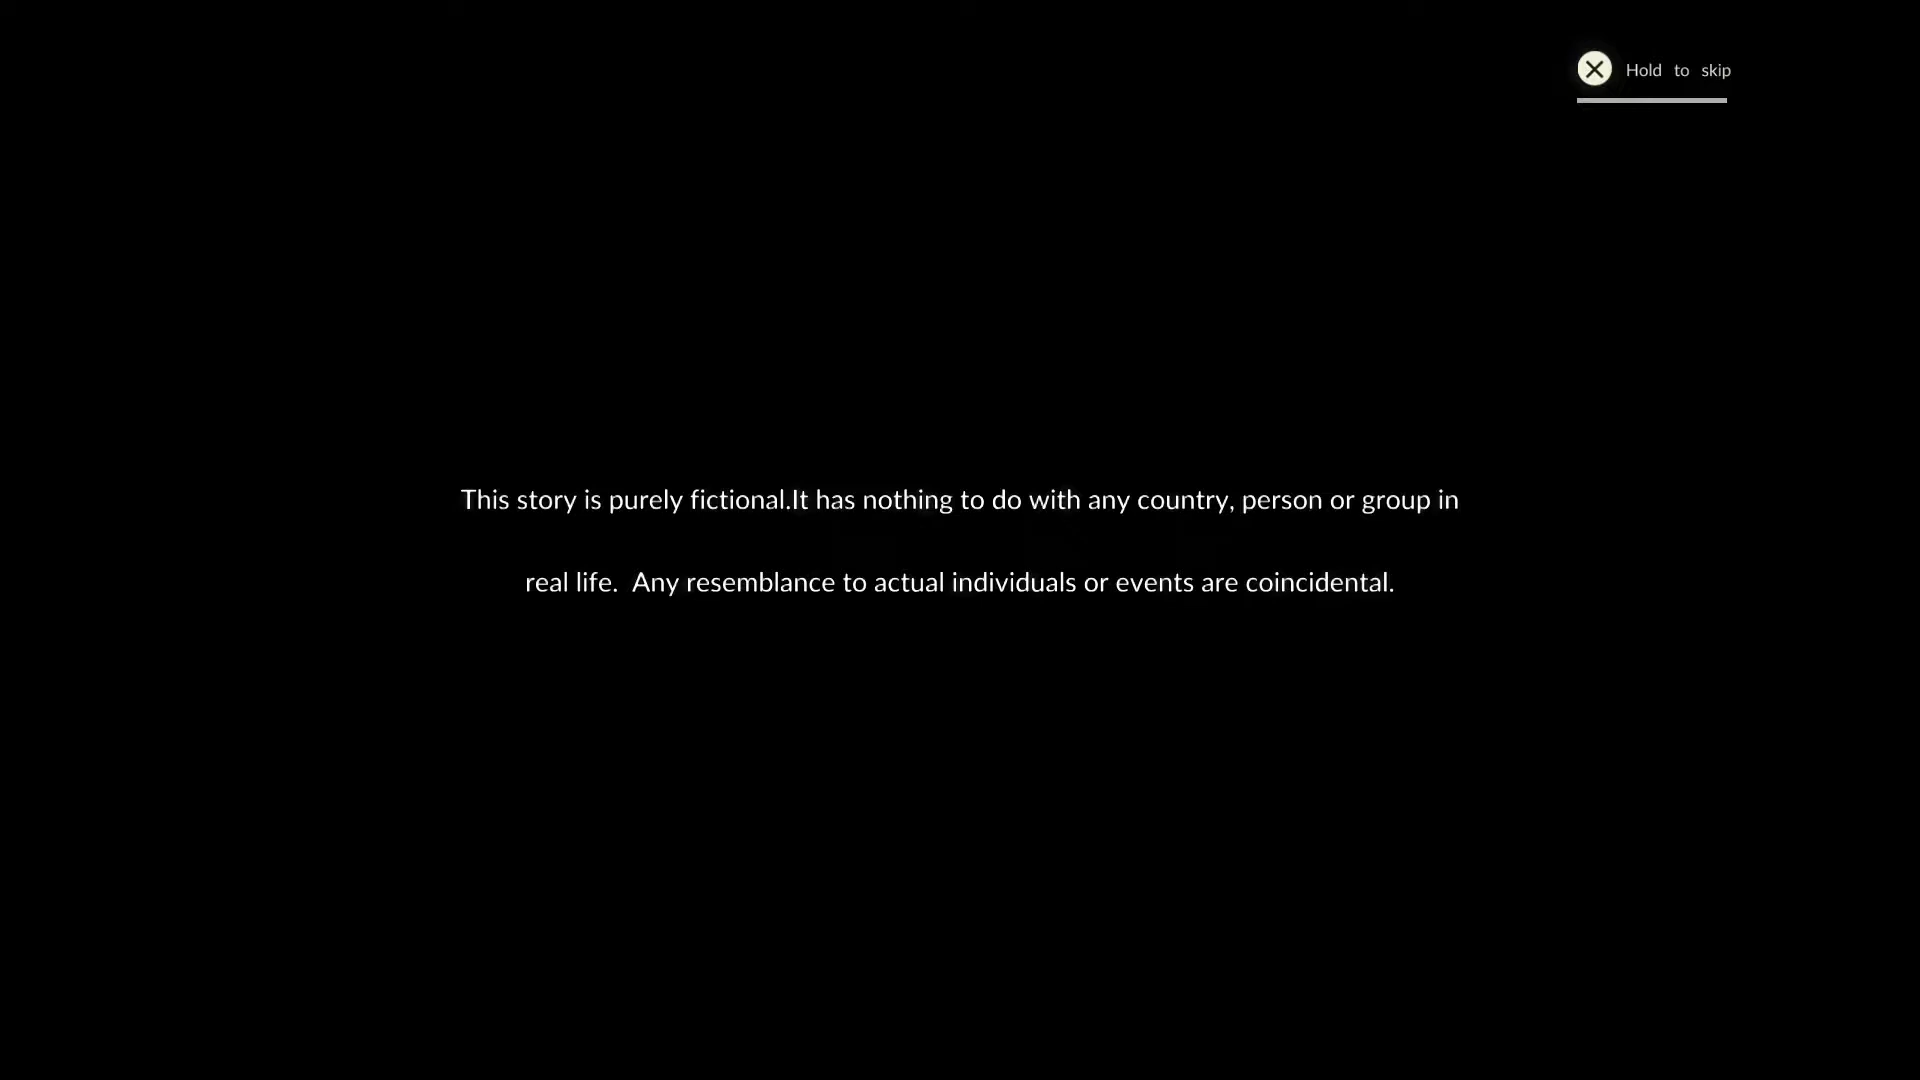 Hold to skip
This story is purely fictional.It has nothing to do with any country, person or group in
real life.  Any resemblance to actual individuals or events are coincidental.